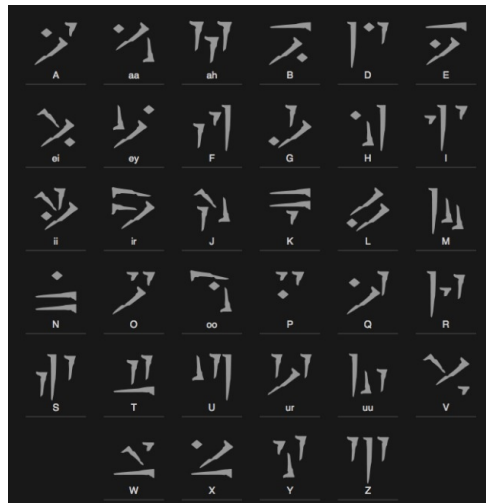 A aa ah B D E
ei ey F G H I
ii ir J K L M
N O oo P Q R
S T U ur uu V
W X Y Z